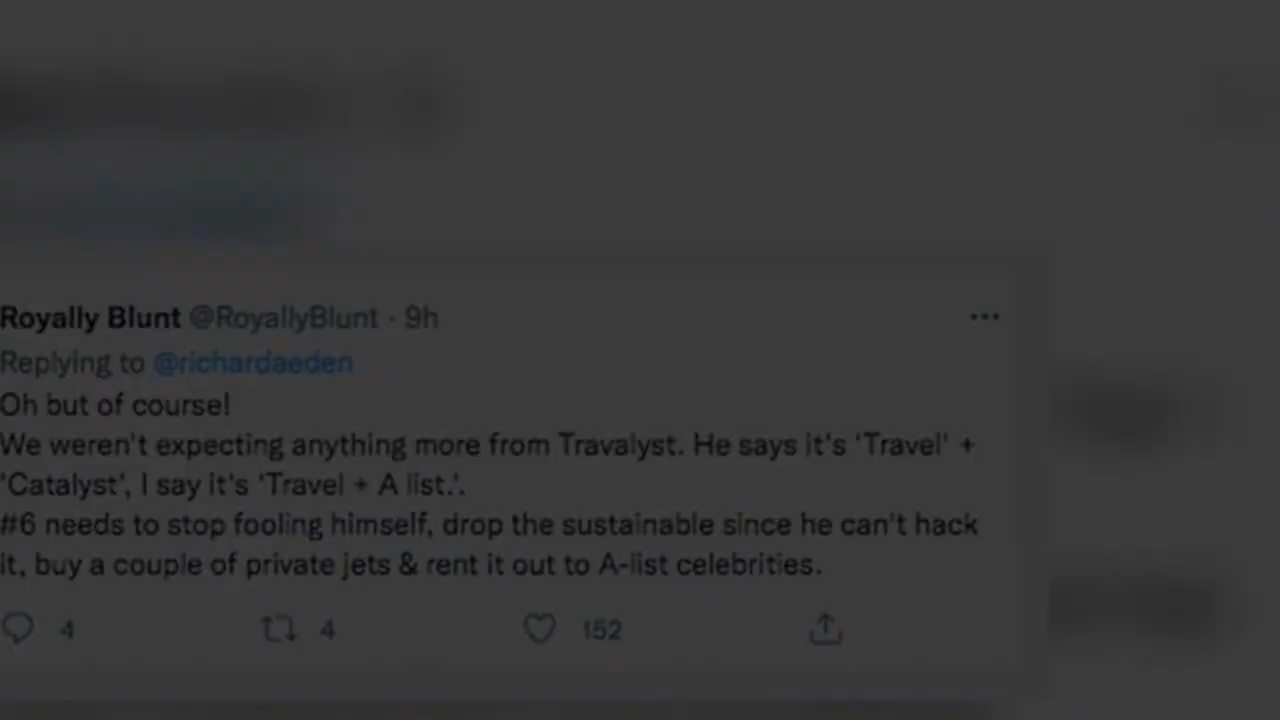 Royally Blunt @RoyallyBlunt · 9h
Replying to @richardaeden
Oh but of course!
We weren't expecting anything more from Travalyst. He says it's 'Travel' +
'Catalyst', I say it's 'Travel + A list.'.
#6 needs to stop fooling himself, drop the sustainable since he can't hack
it, buy a couple of private jets & rent it out to A-list celebrities.
4 4 152